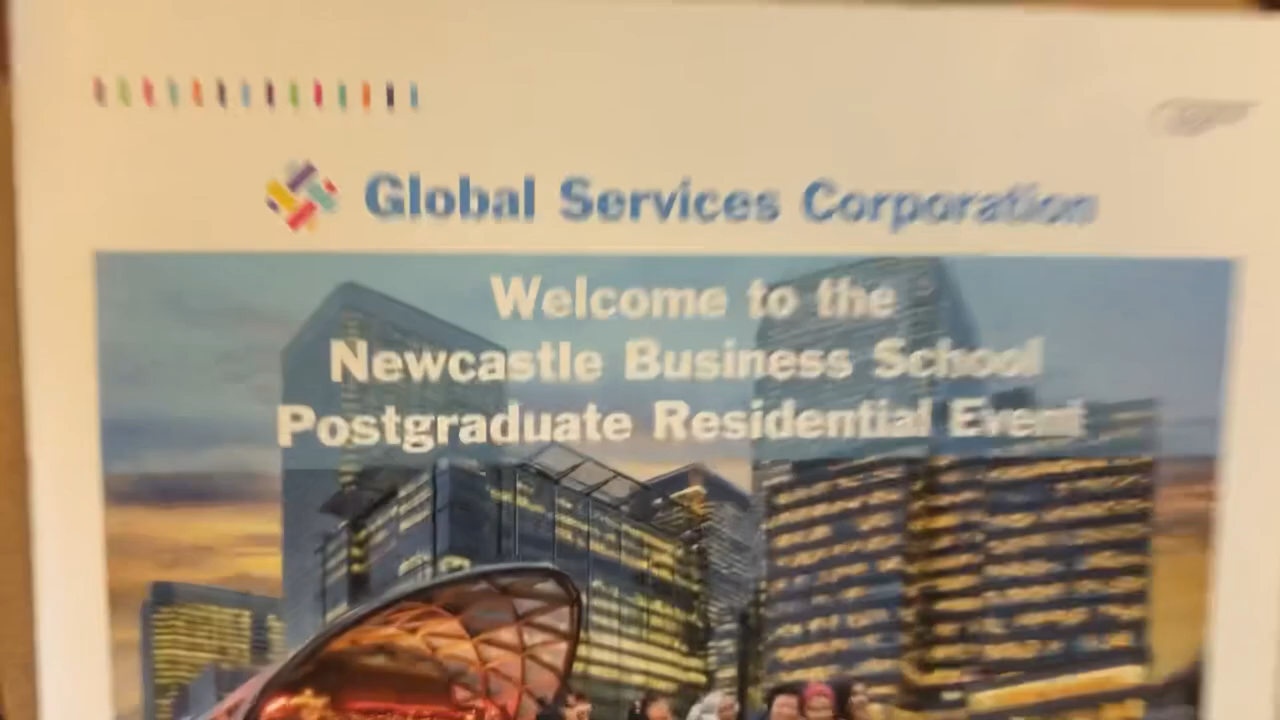 Global Services Corporation
Welcome to the
Newcastle Business School
Postgraduate Residential Event